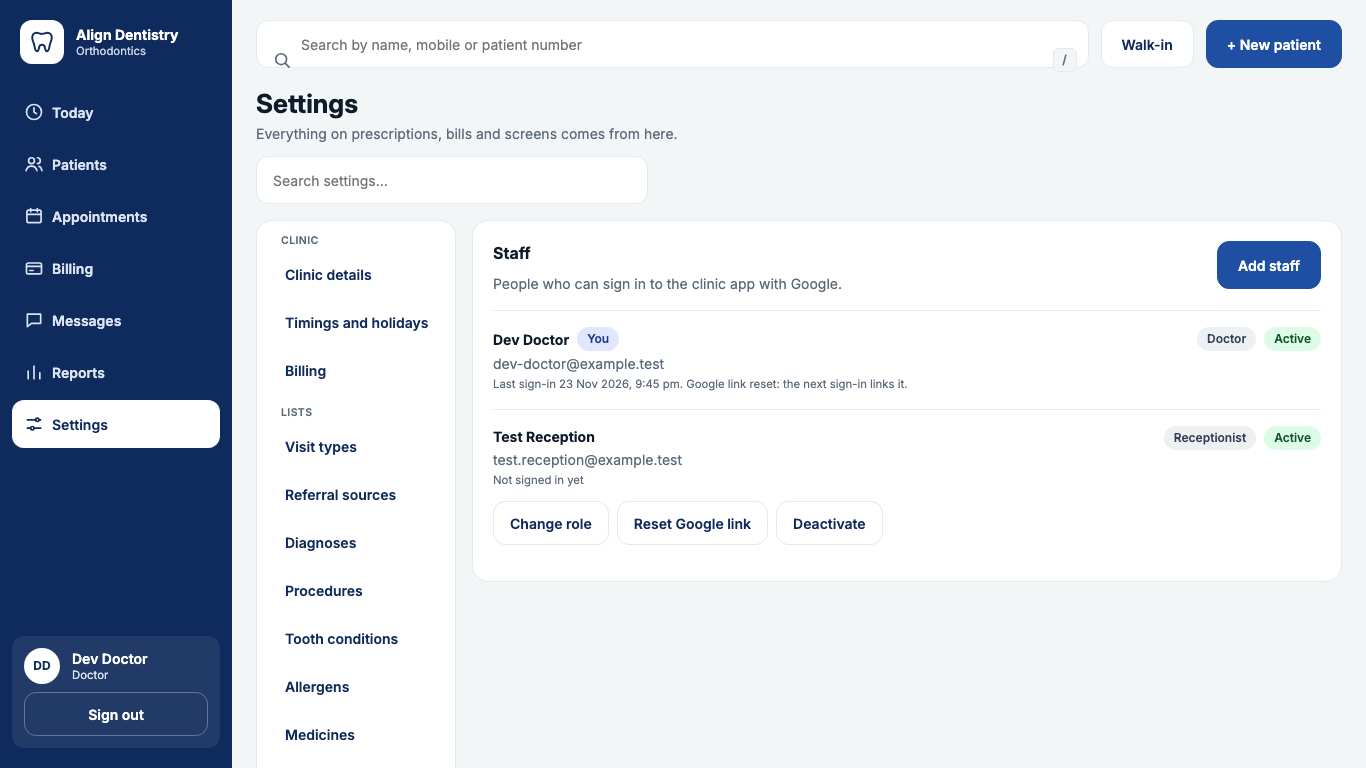 Align Dentistry
Orthodontics
Today
Patients
Appointments
Billing
Messages
Reports
Settings
DD
Dev Doctor
Doctor
Sign out
Search by name, mobile or patient number
/
Walk-in
+ New patient
Settings
Everything on prescriptions, bills and screens comes from here.
Search settings...
CLINIC
Clinic details
Timings and holidays
Billing
LISTS
Visit types
Referral sources
Diagnoses
Procedures
Tooth conditions
Allergens
Medicines
Staff
People who can sign in to the clinic app with Google.
Add staff
Dev Doctor You
Doctor Active
dev-doctor@example.test
Last sign-in 23 Nov 2026, 9:45 pm. Google link reset: the next sign-in links it.
Test Reception
Receptionist Active
test.reception@example.test
Not signed in yet
Change role Reset Google link Deactivate